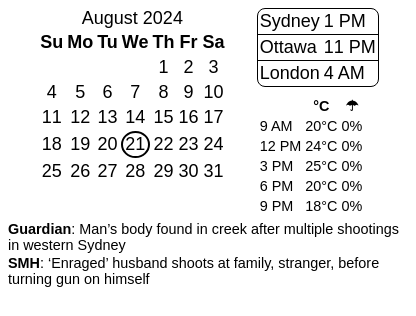 August 2024
Su Mo Tu We Th Fr Sa
1 2 3
4 5 6 7 8 9 10
11 12 13 14 15 16 17
18 19 20 21 22 23 24
25 26 27 28 29 30 31
Sydney 1 PM
Ottawa 11 PM
London 4 AM
°C ☂
9 AM 20°C 0%
12 PM 24°C 0%
3 PM 25°C 0%
6 PM 20°C 0%
9 PM 18°C 0%
Guardian: Man’s body found in creek after multiple shootings
in western Sydney
SMH: ‘Enraged’ husband shoots at family, stranger, before
turning gun on himself